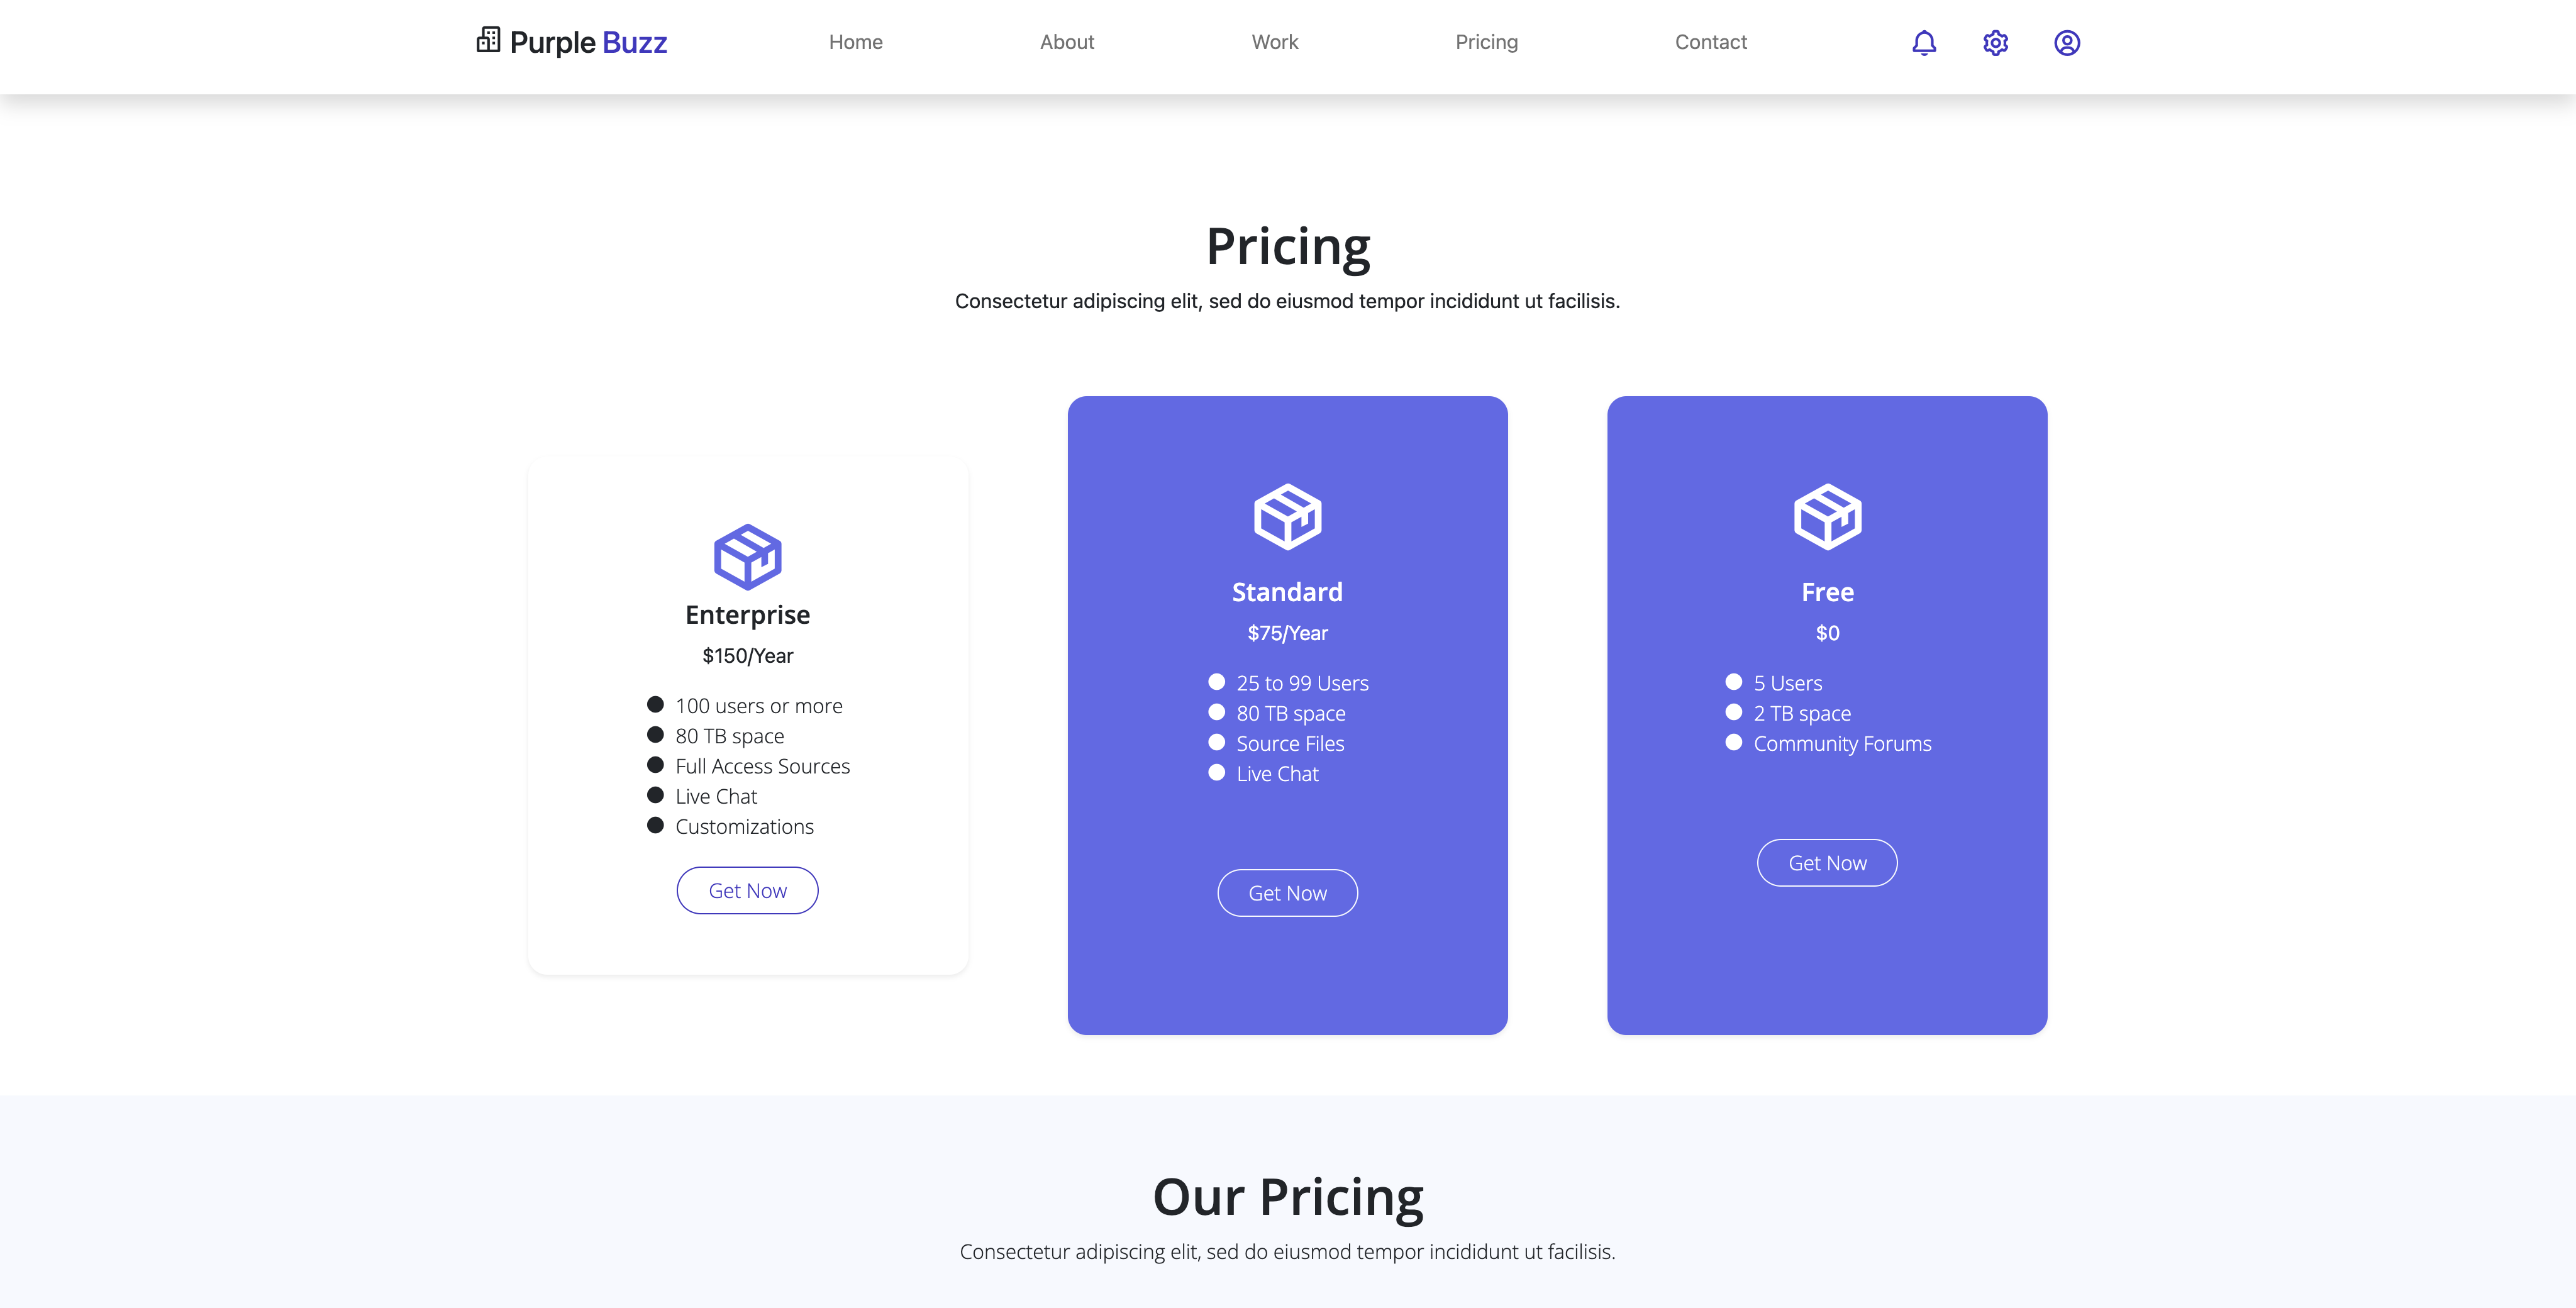 Purple Buzz
Home
About
Work
Pricing
Contact
Pricing
Consectetur adipiscing elit, sed do eiusmod tempor incididunt ut facilisis.
Enterprise
$150/Year
100 users or more
80 TB space
Full Access Sources
Live Chat
Customizations
Get Now
Standard
$75/Year
25 to 99 Users
80 TB space
Source Files
Live Chat
Get Now
Free
$0
5 Users
2 TB space
Community Forums
Get Now
Our Pricing
Consectetur adipiscing elit, sed do eiusmod tempor incididunt ut facilisis.